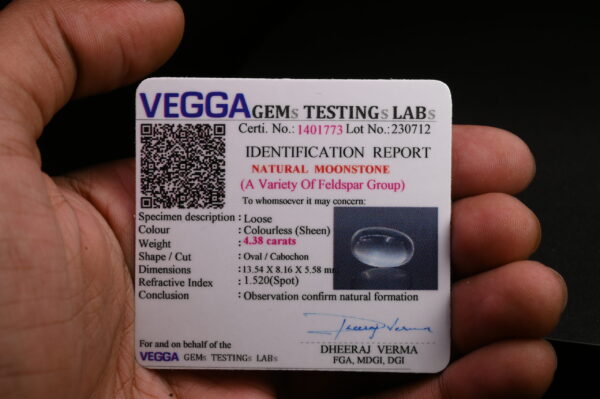 VEGGA GEMs TESTINGs LABs
Certi. No.: 1401773 Lot No.: 230712
IDENTIFICATION REPORT
NATURAL MOONSTONE
(A Variety Of Feldspar Group)
To whomsoever it may concern:
Specimen description : Loose
Colour : Colourless (Sheen)
Weight : 4.38 carats
Shape / Cut : Oval / Cabochon
Dimensions : 13.54 X 8.16 X 5.58 mm
Refractive Index : 1.520(Spot)
Conclusion : Observation confirm natural formation
Dheeraj Verma
For and on behalf of the
VEGGA GEMs TESTINGs LABs
DHEERAJ VERMA
FGA, MDGI, DGI